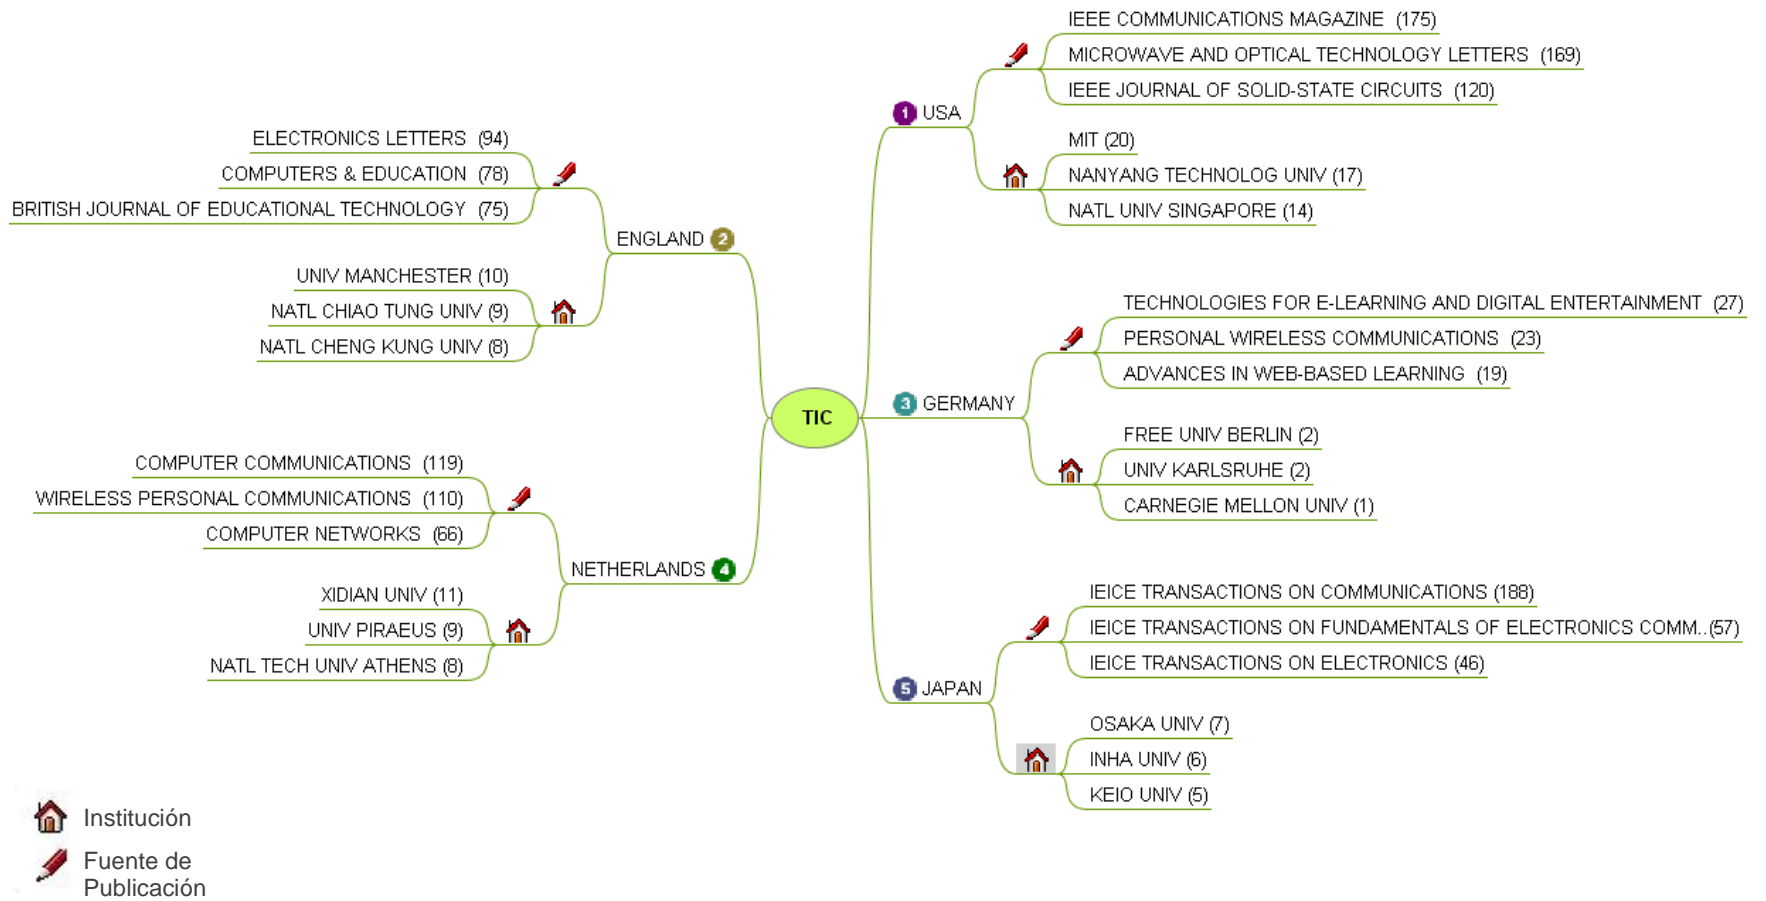 TIC
1 USA
IEEE COMMUNICATIONS MAGAZINE (175)
MICROWAVE AND OPTICAL TECHNOLOGY LETTERS (169)
IEEE JOURNAL OF SOLID-STATE CIRCUITS (120)
MIT (20)
NANYANG TECHNOLOG UNIV (17)
NATL UNIV SINGAPORE (14)
ENGLAND 2
ELECTRONICS LETTERS (94)
COMPUTERS & EDUCATION (78)
BRITISH JOURNAL OF EDUCATIONAL TECHNOLOGY (75)
UNIV MANCHESTER (10)
NATL CHIAO TUNG UNIV (9)
NATL CHENG KUNG UNIV (8)
3 GERMANY
TECHNOLOGIES FOR E-LEARNING AND DIGITAL ENTERTAINMENT (27)
PERSONAL WIRELESS COMMUNICATIONS (23)
ADVANCES IN WEB-BASED LEARNING (19)
FREE UNIV BERLIN (2)
UNIV KARLSRUHE (2)
CARNEGIE MELLON UNIV (1)
NETHERLANDS 4
COMPUTER COMMUNICATIONS (119)
WIRELESS PERSONAL COMMUNICATIONS (110)
COMPUTER NETWORKS (66)
XIDIAN UNIV (11)
UNIV PIRAEUS (9)
NATL TECH UNIV ATHENS (8)
5 JAPAN
IEICE TRANSACTIONS ON COMMUNICATIONS (188)
IEICE TRANSACTIONS ON FUNDAMENTALS OF ELECTRONICS COMM..(57)
IEICE TRANSACTIONS ON ELECTRONICS (46)
OSAKA UNIV (7)
INHA UNIV (6)
KEIO UNIV (5)
Institución
Fuente de
Publicación